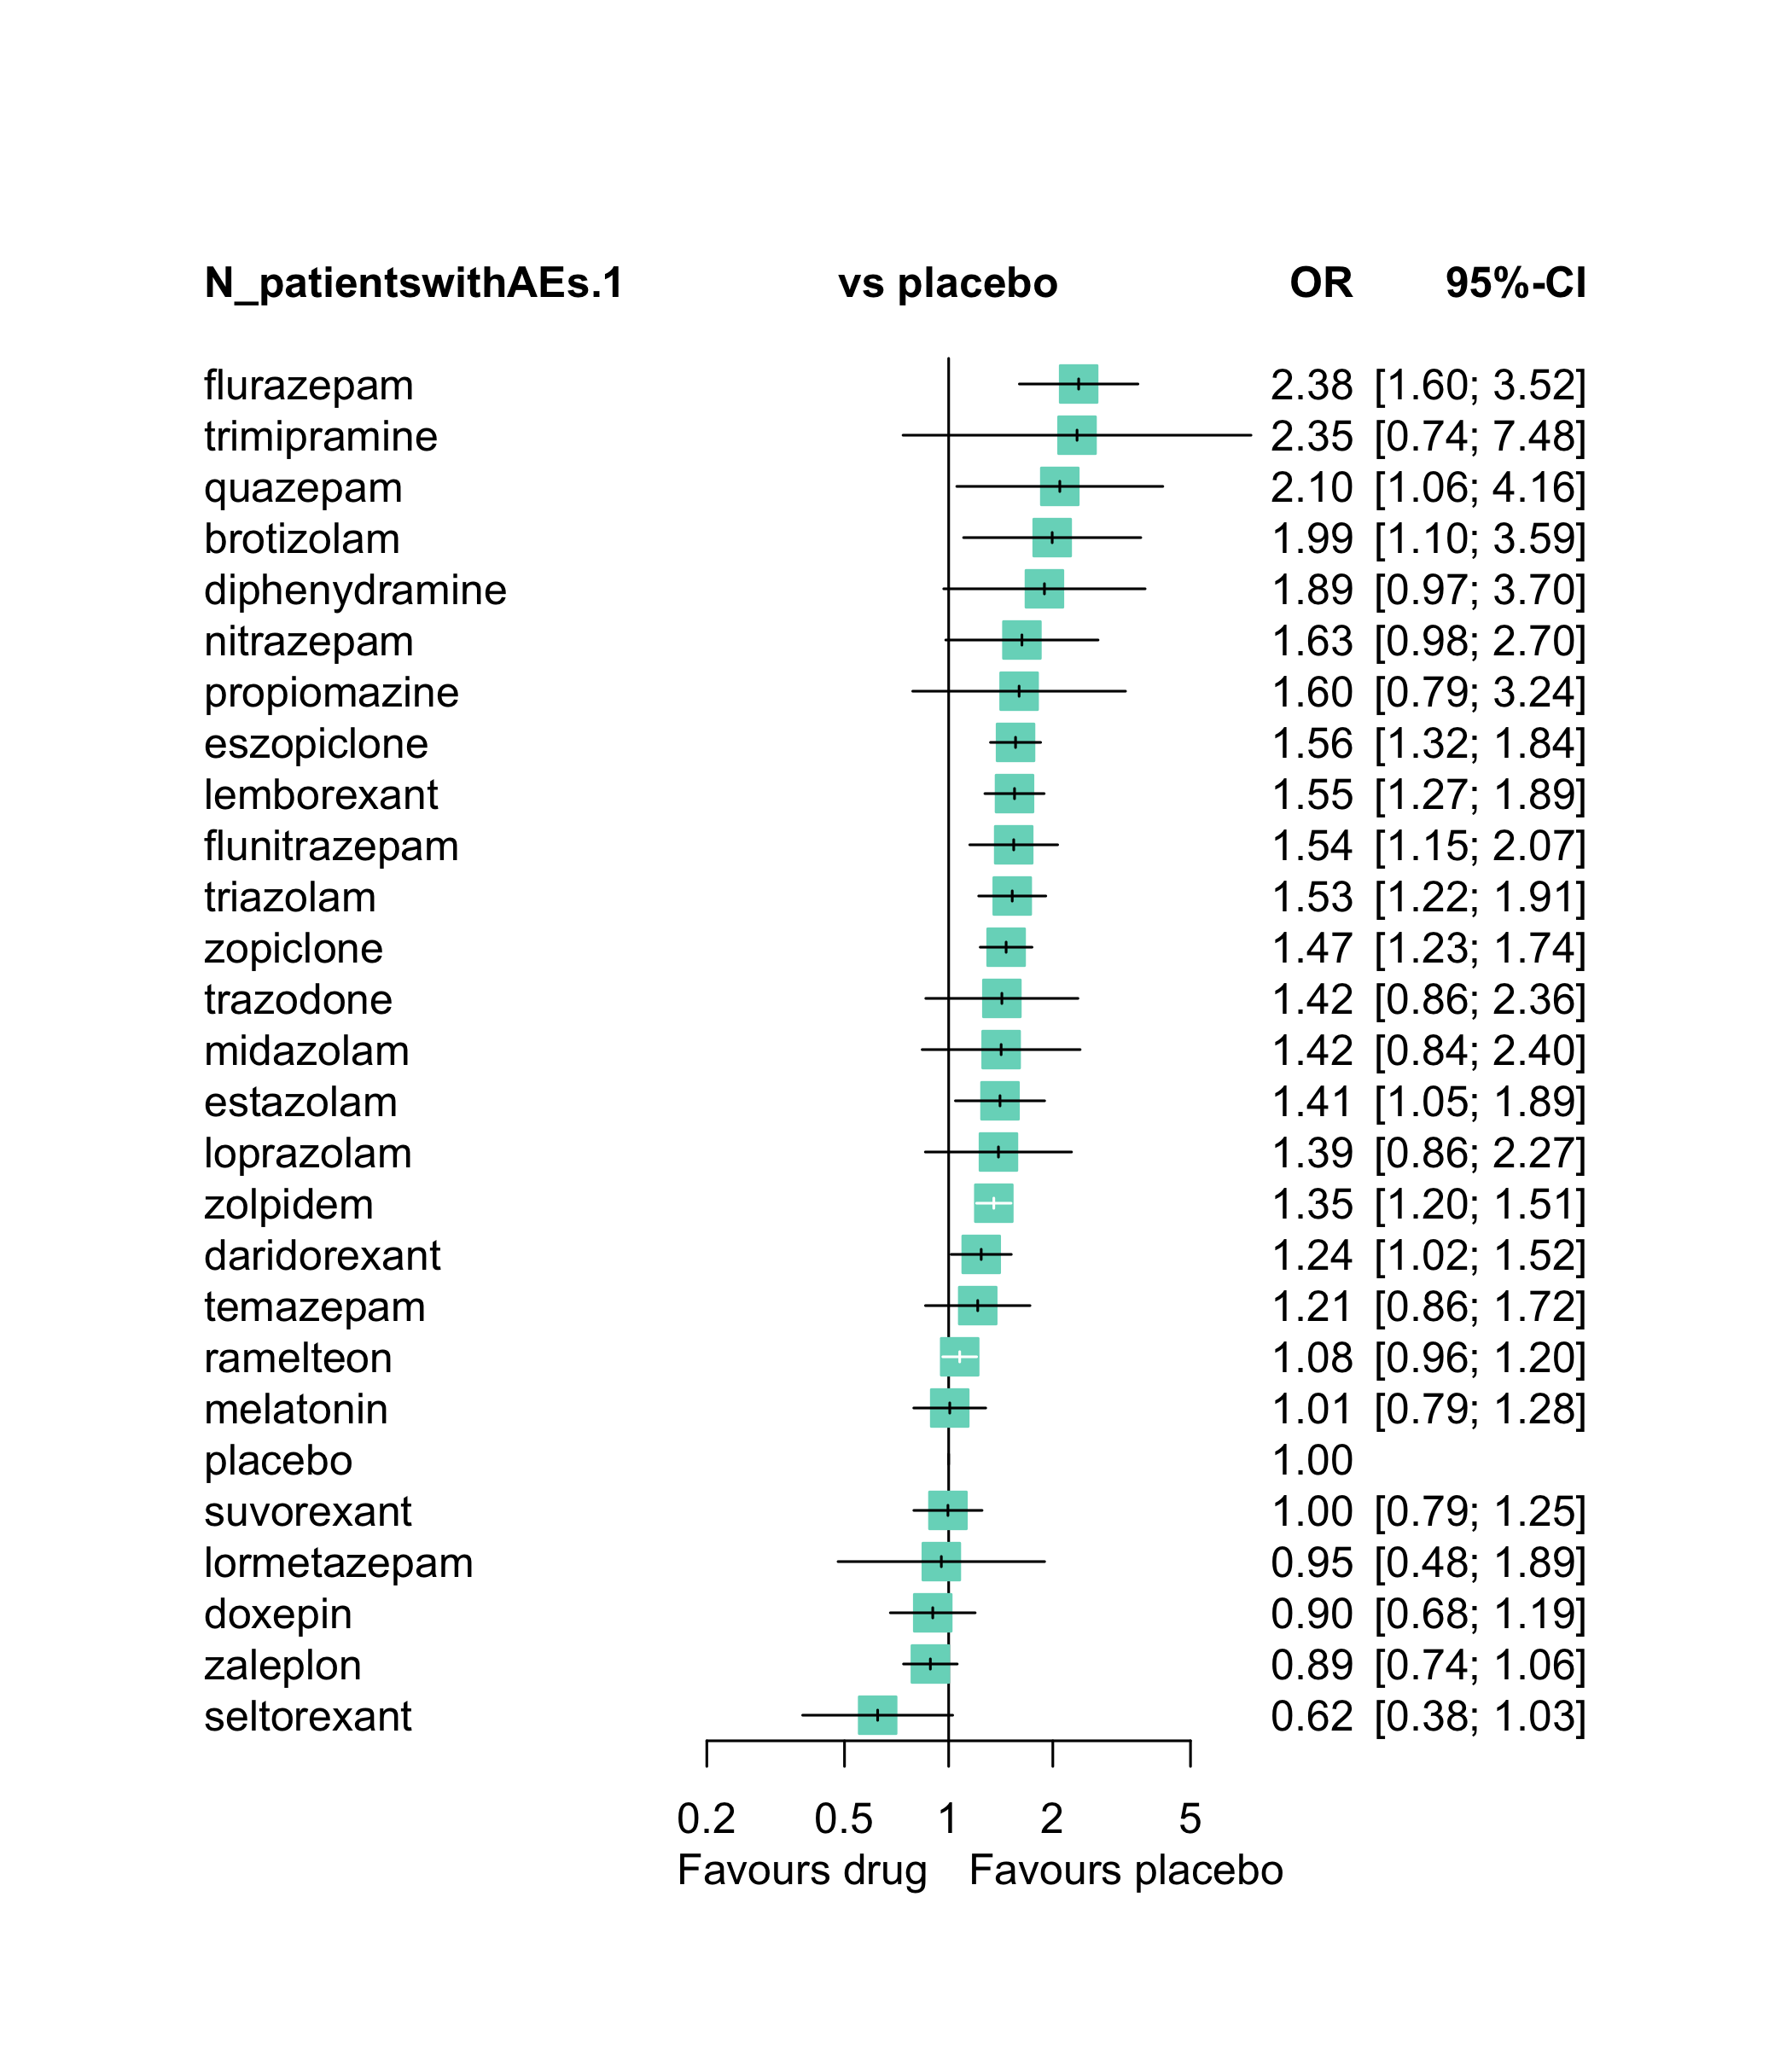 N_patientswithAEs.1 vs placebo OR 95%-CI
flurazepam 2.38 [1.60; 3.52]
trimipramine 2.35 [0.74; 7.48]
quazepam 2.10 [1.06; 4.16]
brotizolam 1.99 [1.10; 3.59]
diphenydramine 1.89 [0.97; 3.70]
nitrazepam 1.63 [0.98; 2.70]
propiomazine 1.60 [0.79; 3.24]
eszopiclone 1.56 [1.32; 1.84]
lemborexant 1.55 [1.27; 1.89]
flunitrazepam 1.54 [1.15; 2.07]
triazolam 1.53 [1.22; 1.91]
zopiclone 1.47 [1.23; 1.74]
trazodone 1.42 [0.86; 2.36]
midazolam 1.42 [0.84; 2.40]
estazolam 1.41 [1.05; 1.89]
loprazolam 1.39 [0.86; 2.27]
zolpidem 1.35 [1.20; 1.51]
daridorexant 1.24 [1.02; 1.52]
temazepam 1.21 [0.86; 1.72]
ramelteon 1.08 [0.96; 1.20]
melatonin 1.01 [0.79; 1.28]
placebo 1.00
suvorexant 1.00 [0.79; 1.25]
lormetazepam 0.95 [0.48; 1.89]
doxepin 0.90 [0.68; 1.19]
zaleplon 0.89 [0.74; 1.06]
seltorexant 0.62 [0.38; 1.03]
0.2 0.5 1 2 5
Favours drug Favours placebo